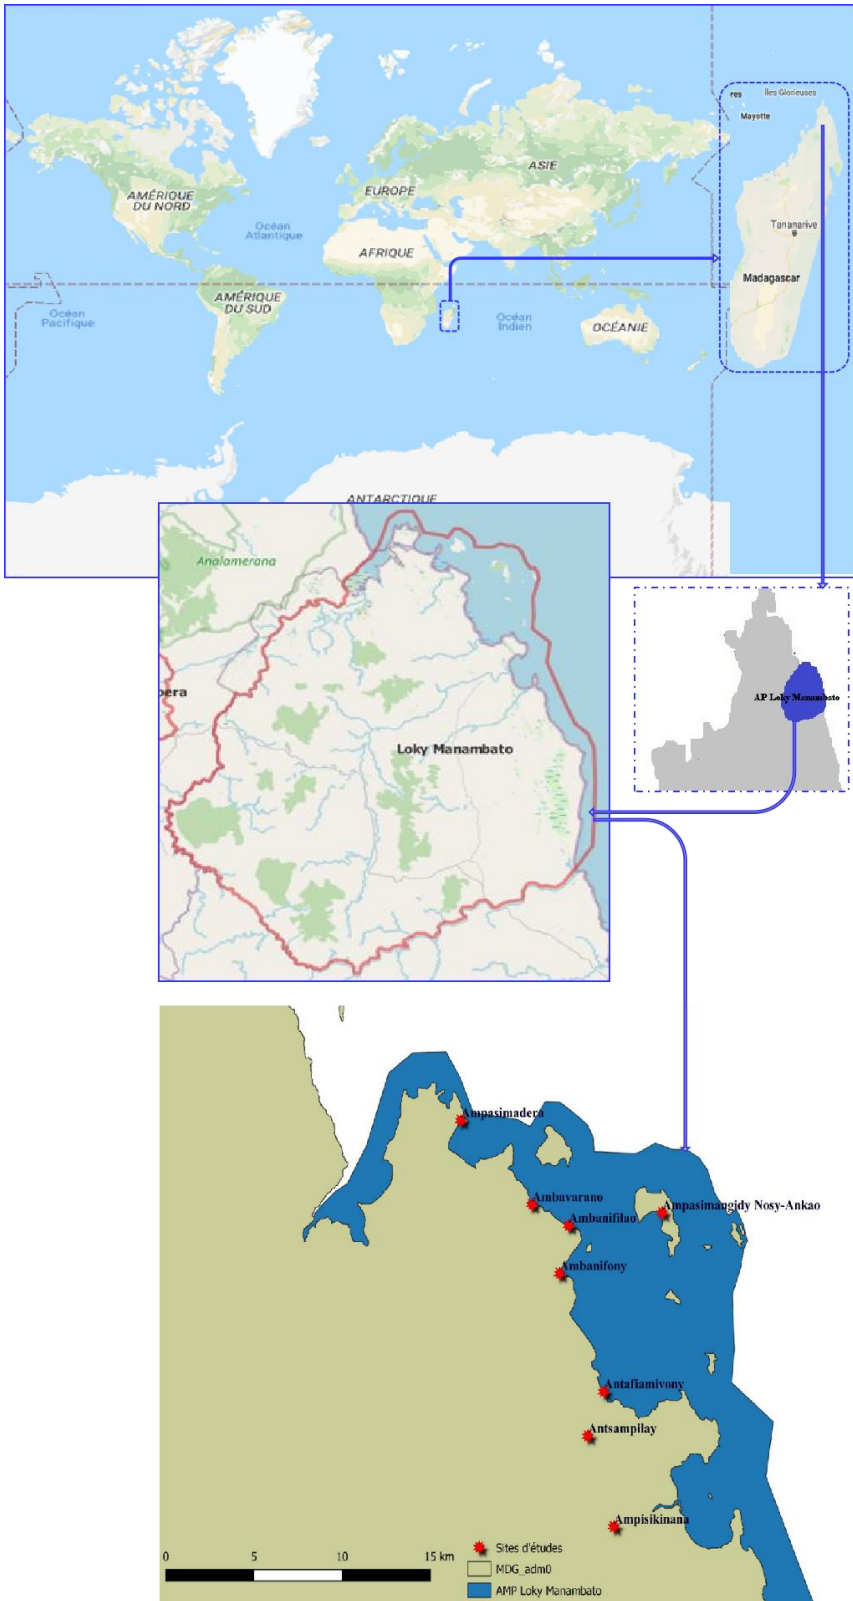 res
Îles Glorieuses
Mayotte
ASIE
EUROPE
AMÉRIQUE
DU NORD
Océan
Atlantique
Tananarive
AFRIQUE
Madagascar
AMÉRIQUE
DU SUD
Océan
Pacifique
Océan
Indien
OCÉANIE
ANTARCTIQUE
Analamerana
pera
Loky Manambato
AP Loky Manambato
Ampasimadera
Ambavarano
Ampasimangidy Nosy-Ankao
Ambanifilao
Ambanifony
Antafiamivony
Antsampilay
Ampisikinana
Sites d'études
MDG_adm0
AMP Loky Manambato
0 5 10 15 km